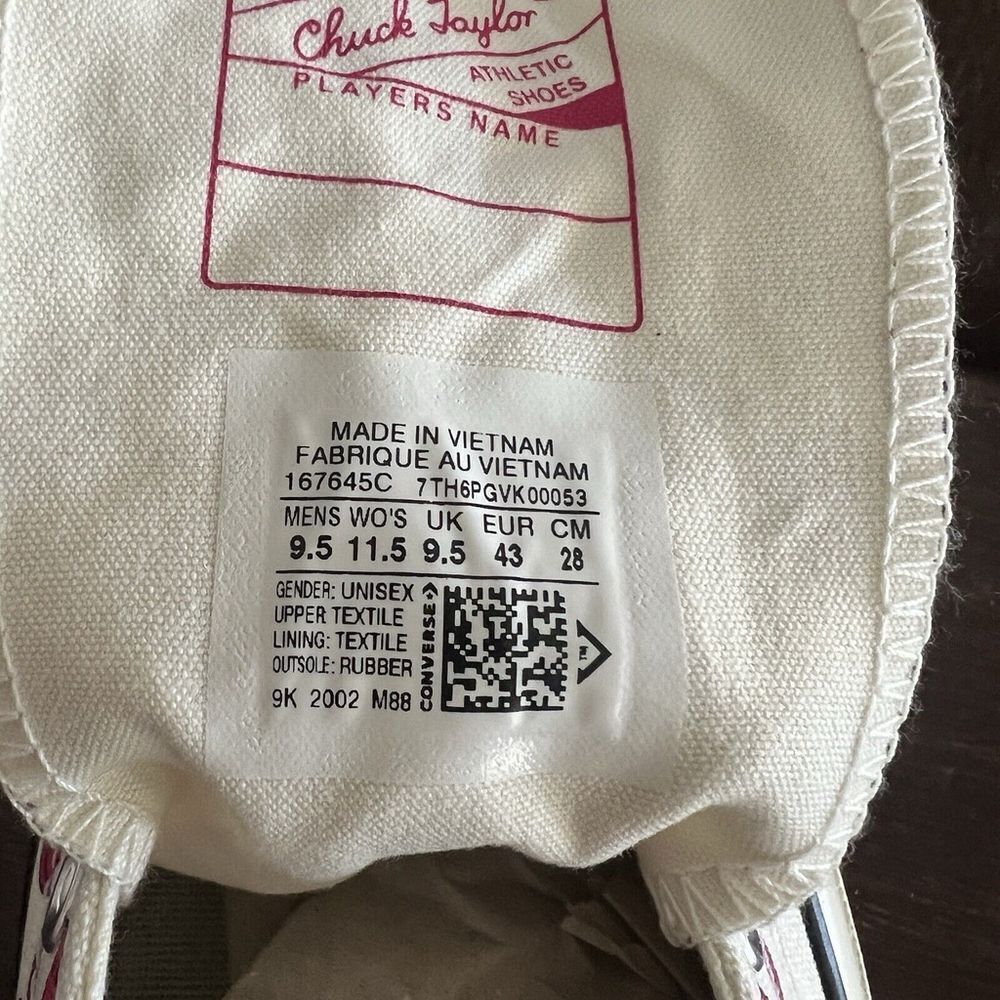 Chuck Taylor
ATHLETIC
SHOES
PLAYERS NAME
MADE IN VIETNAM
FABRIQUE AU VIETNAM
167645C 7TH6PGVK00053
MENS WO'S UK EUR CM
9.5 11.5 9.5 43 28
GENDER: UNISEX
UPPER TEXTILE
LINING: TEXTILE
OUTSOLE: RUBBER
9K 2002 M88
CONVERSE
TM